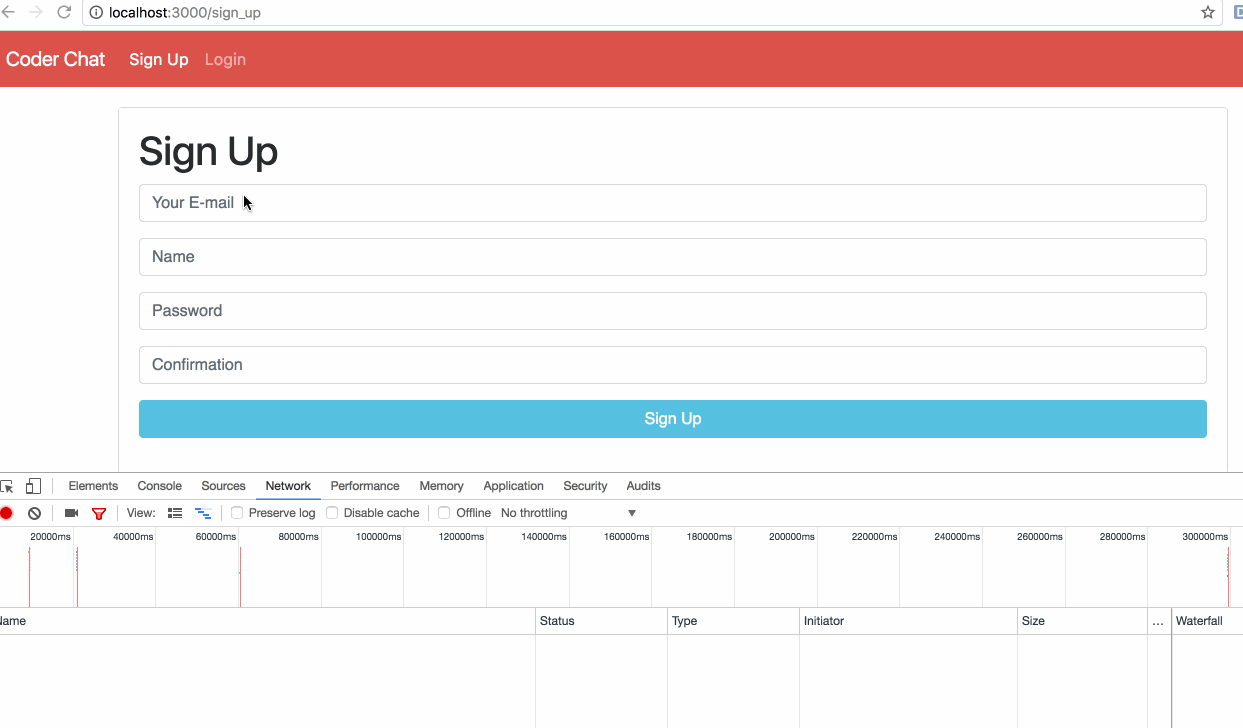 localhost:3000/sign_up
Coder Chat Sign Up Login
Sign Up
Your E-mail
Name
Password
Confirmation
Sign Up
Elements Console Sources Network Performance Memory Application Security Audits
View: Preserve log Disable cache Offline No throttling
20000ms 40000ms 60000ms 80000ms 100000ms 120000ms 140000ms 160000ms 180000ms 200000ms 220000ms 240000ms 260000ms 280000ms 300000ms
Name Status Type Initiator Size ... Waterfall